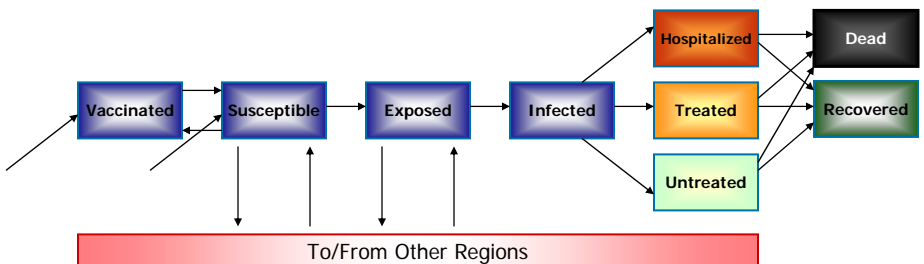 Hospitalized
Dead
Vaccinated
Susceptible
Exposed
Infected
Treated
Recovered
Untreated
To/From Other Regions